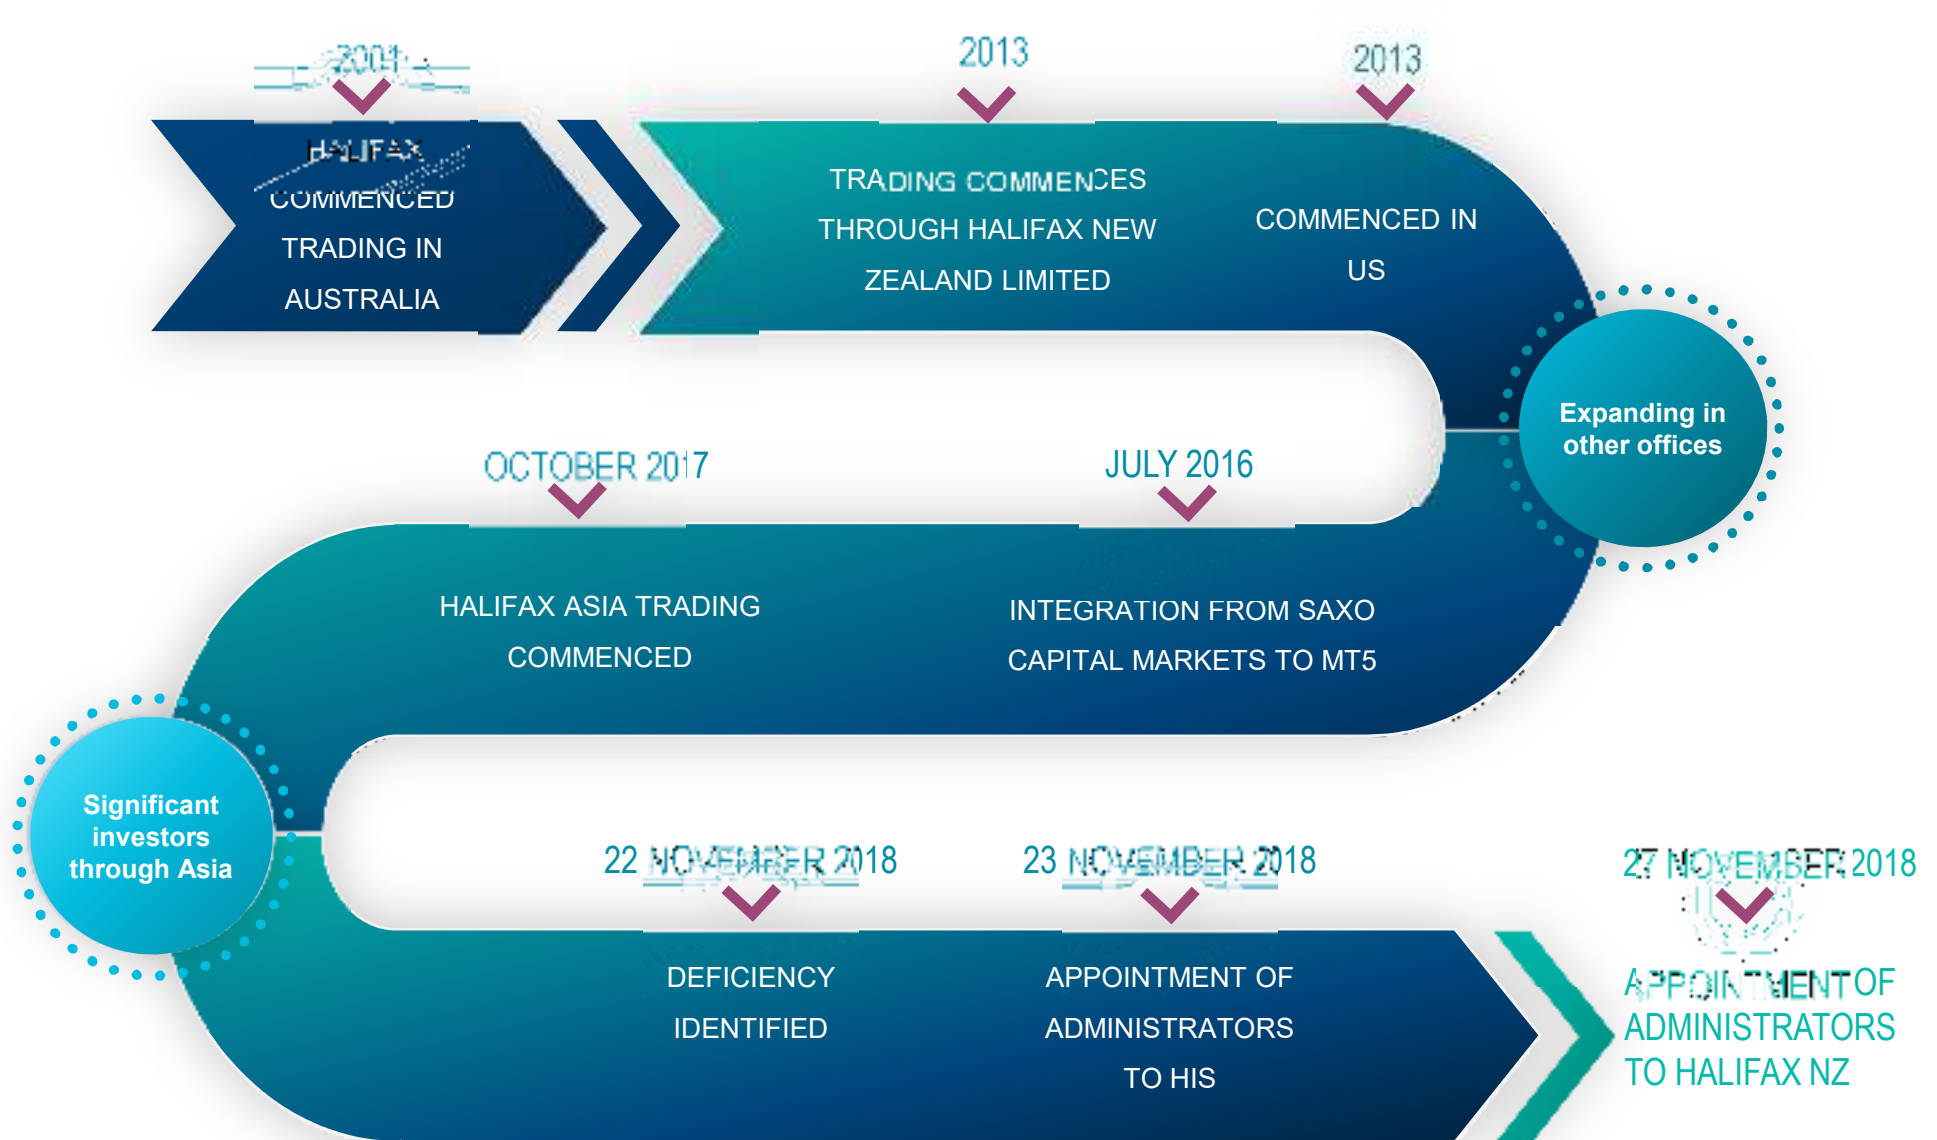 2001
HALIFAX
COMMENCED
TRADING IN
AUSTRALIA
2013
TRADING COMMENCES
THROUGH HALIFAX NEW
ZEALAND LIMITED
2013
COMMENCED IN
US
Expanding in
other offices
JULY 2016
INTEGRATION FROM SAXO
CAPITAL MARKETS TO MT5
OCTOBER 2017
HALIFAX ASIA TRADING
COMMENCED
Significant
investors
through Asia
22 NOVEMBER 2018
DEFICIENCY
IDENTIFIED
23 NOVEMBER 2018
APPOINTMENT OF
ADMINISTRATORS
TO HIS
27 NOVEMBER 2018
APPOINTMENT OF
ADMINISTRATORS
TO HALIFAX NZ